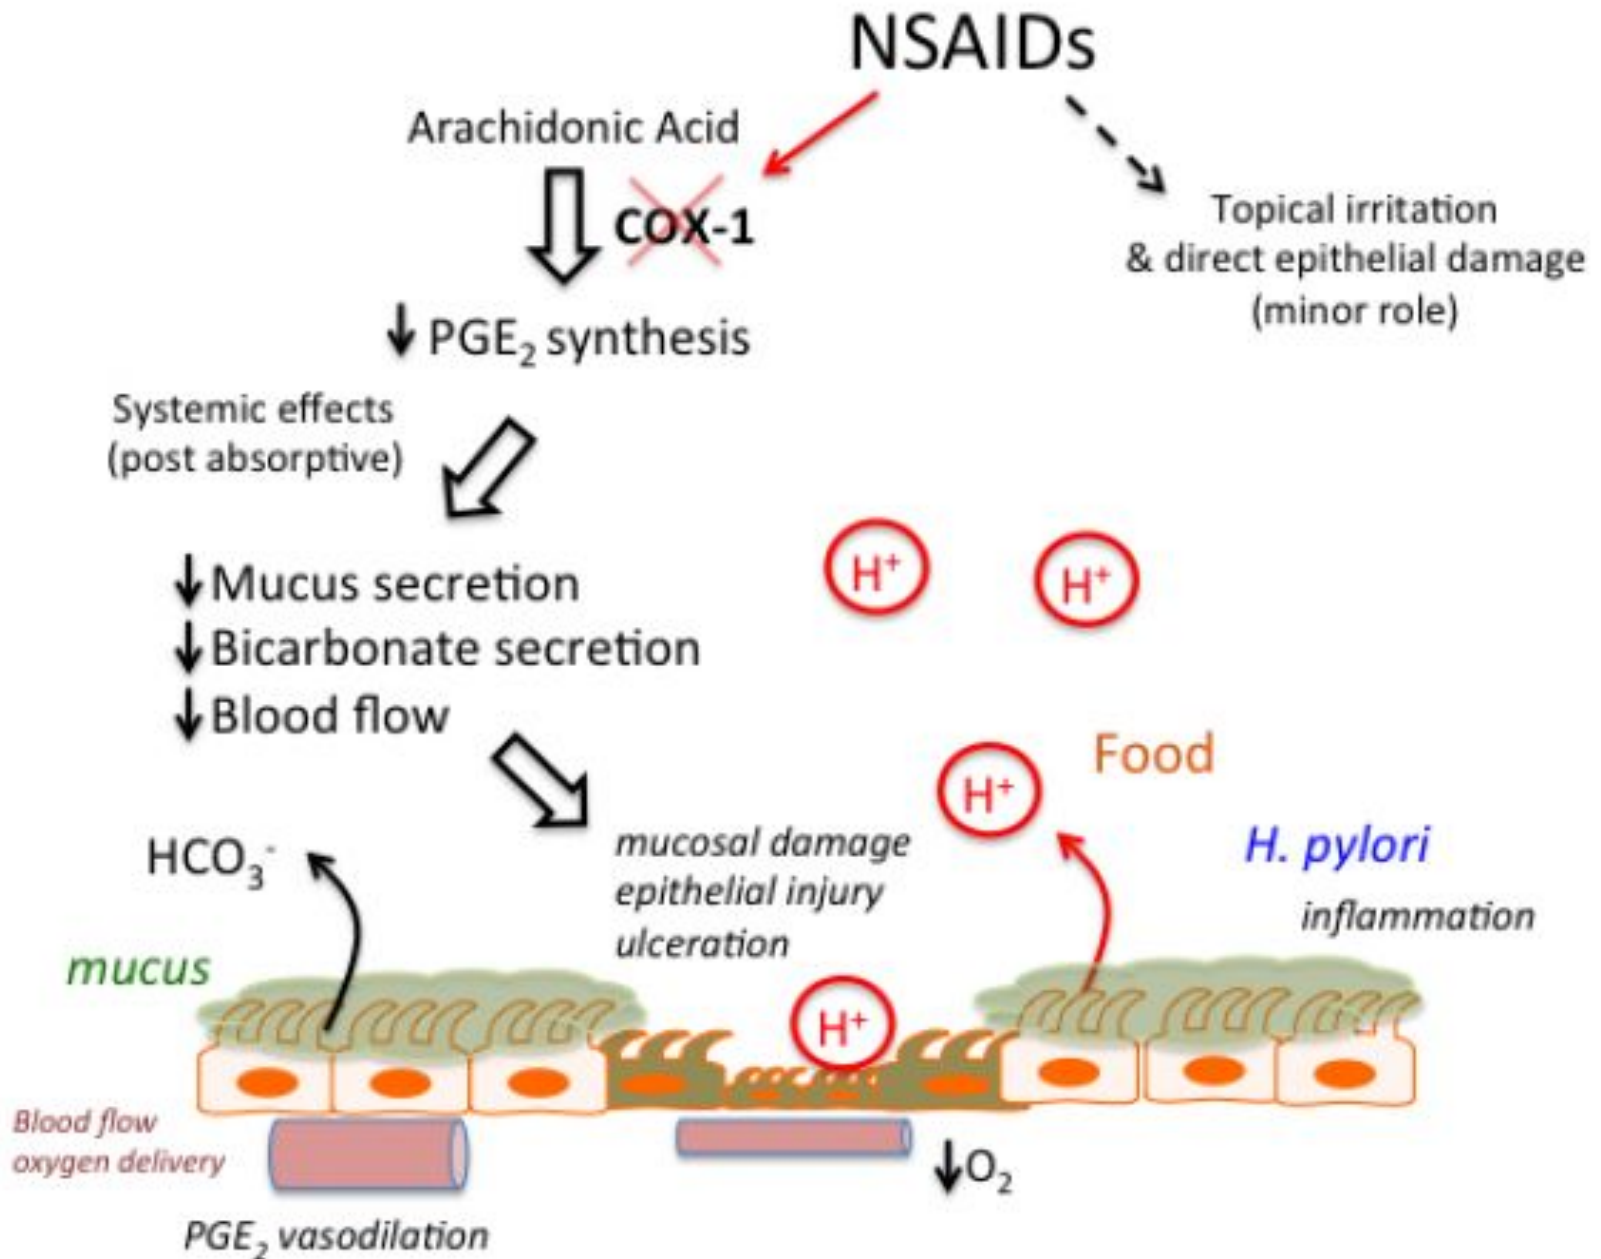 NSAIDs
Arachidonic Acid
COX-1
Topical irritation
& direct epithelial damage
(minor role)
↓ PGE₂ synthesis
Systemic effects
(post absorptive)
↓ Mucus secretion
↓ Bicarbonate secretion
↓ Blood flow
H⁺
H⁺
H⁺
Food
HCO₃⁻
mucosal damage
epithelial injury
ulceration
H. pylori
inflammation
mucus
H⁺
Blood flow
oxygen delivery
↓O₂
PGE₂ vasodilation